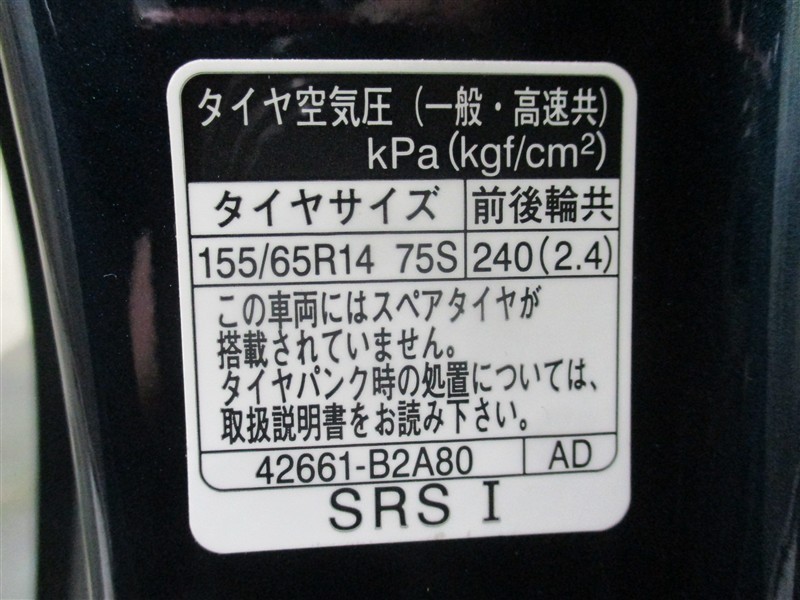 タイヤ空気圧（一般・高速共）
kPa(kgf/cm²)
タイヤサイズ 前後輪共
155/65R14 75S 240(2.4)
この車両にはスペアタイヤが
搭載されていません。
タイヤパンク時の処置については、
取扱説明書をお読み下さい。
42661-B2A80 AD
SRS I